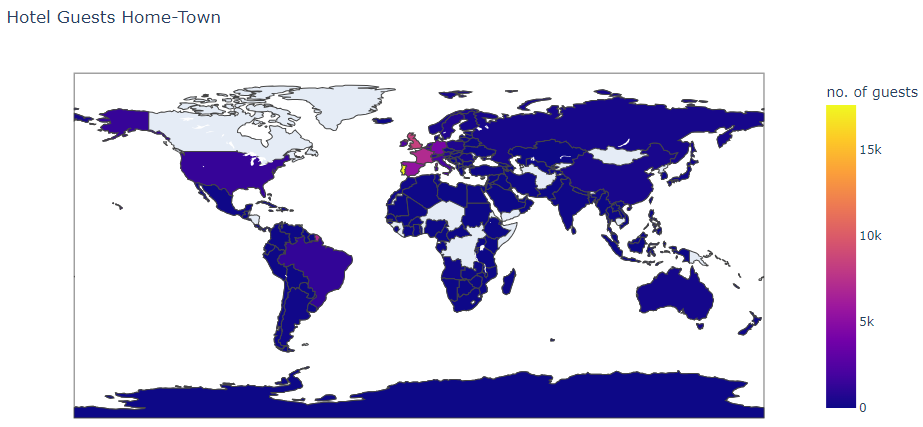 Hotel Guests Home-Town
no. of guests
15k
10k
5k
0